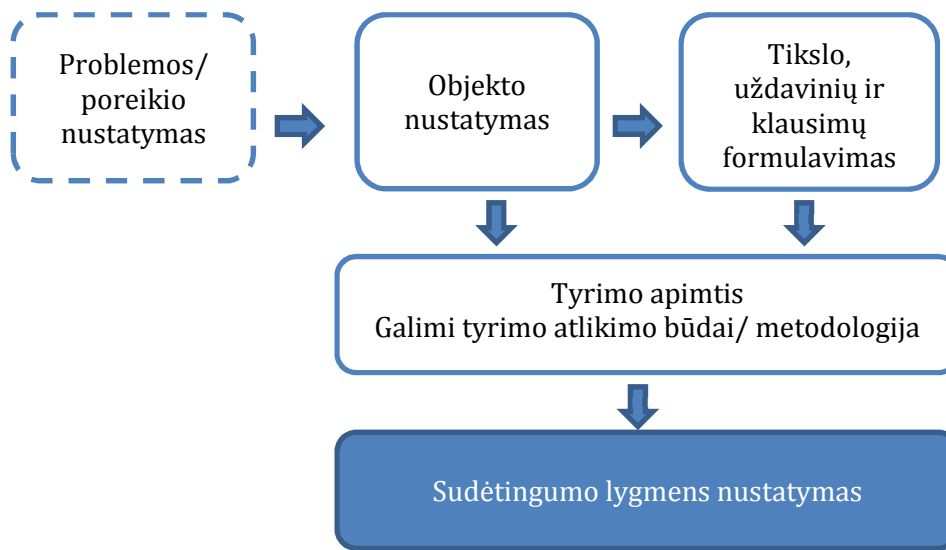 Problemos/
poreikio
nustatymas
Objekto
nustatymas
Tikslo,
uždavinių ir
klausimų
formulavimas
Tyrimo apimtis
Galimi tyrimo atlikimo būdai/ metodologija
Sudėtingumo lygmens nustatymas